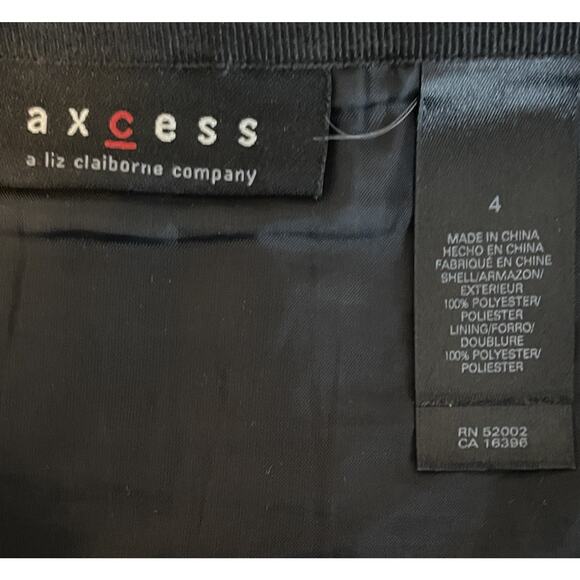 axcess
a liz claiborne company
4
MADE IN CHINA
HECHO EN CHINA
FABRIQUÉ EN CHINE
SHELL/ARMAZON/
EXTERIEUR
100% POLYESTER/
POLIESTER
LINING/FORRO/
DOUBLURE
100% POLYESTER/
POLIESTER
RN 52002
CA 16396